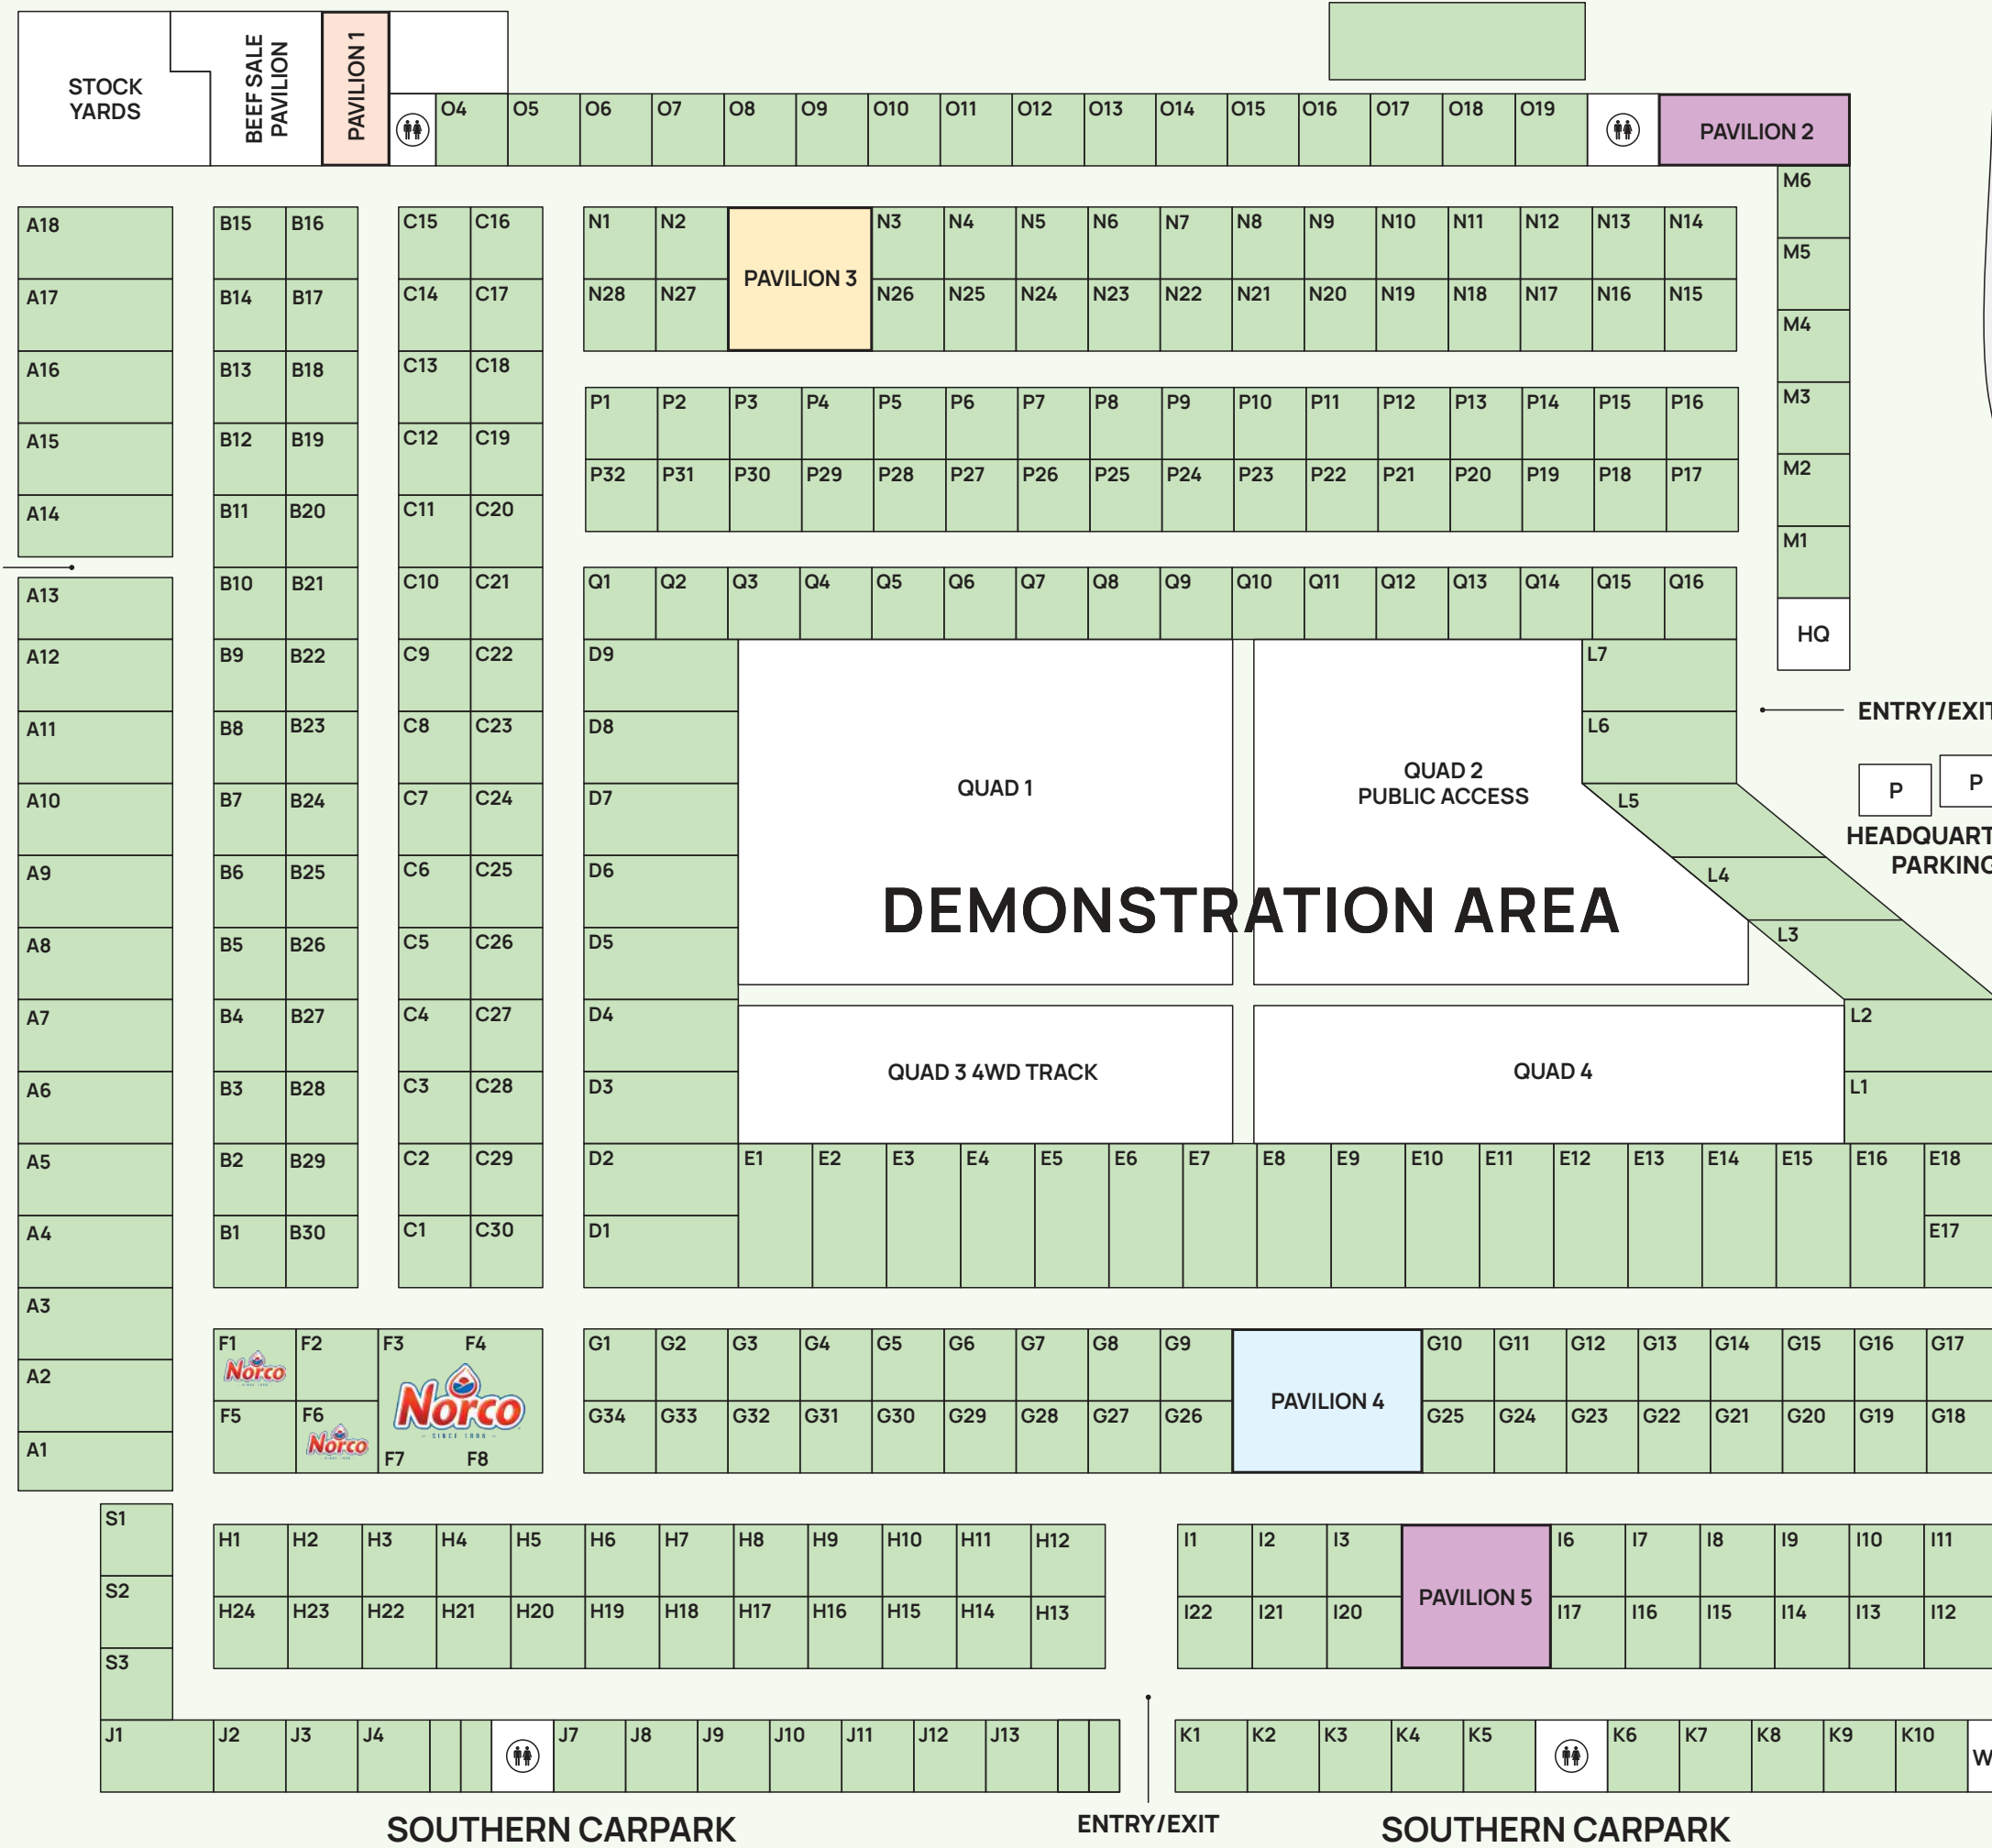 STOCK
YARDS
BEEF SALE
PAVILION
PAVILION 1
O4 O5 O6 O7 O8 O9 O10 O11 O12 O13 O14 O15 O16 O17 O18 O19
PAVILION 2
M6
A18 B15 B16 C15 C16 N1 N2 N3 N4 N5 N6 N7 N8 N9 N10 N11 N12 N13 N14
M5
PAVILION 3
A17 B14 B17 C14 C17 N28 N27 N26 N25 N24 N23 N22 N21 N20 N19 N18 N17 N16 N15
M4
A16 B13 B18 C13 C18
P1 P2 P3 P4 P5 P6 P7 P8 P9 P10 P11 P12 P13 P14 P15 P16
M3
A15 B12 B19 C12 C19
P32 P31 P30 P29 P28 P27 P26 P25 P24 P23 P22 P21 P20 P19 P18 P17
M2
A14 B11 B20 C11 C20
M1
A13 B10 B21 C10 C21 Q1 Q2 Q3 Q4 Q5 Q6 Q7 Q8 Q9 Q10 Q11 Q12 Q13 Q14 Q15 Q16
HQ
A12 B9 B22 C9 C22 D9 L7
ENTRY/EXIT
A11 B8 B23 C8 C23 D8 L6
QUAD 1
QUAD 2
PUBLIC ACCESS
P P
A10 B7 B24 C7 C24 D7 L5
HEADQUART
PARKING
A9 B6 B25 C6 C25 D6 L4
DEMONSTRATION AREA
A8 B5 B26 C5 C26 D5 L3
A7 B4 B27 C4 C27 D4 L2
QUAD 3 4WD TRACK
QUAD 4
A6 B3 B28 C3 C28 D3 L1
A5 B2 B29 C2 C29 D2 E1 E2 E3 E4 E5 E6 E7 E8 E9 E10 E11 E12 E13 E14 E15 E16 E18
A4 B1 B30 C1 C30 D1 E17
A3
F1 F2 F3 F4 G1 G2 G3 G4 G5 G6 G7 G8 G9 G10 G11 G12 G13 G14 G15 G16 G17
Norco
A2
Norco
PAVILION 4
F5 F6 G34 G33 G32 G31 G30 G29 G28 G27 G26 G25 G24 G23 G22 G21 G20 G19 G18
Norco
A1
F7 F8
S1
H1 H2 H3 H4 H5 H6 H7 H8 H9 H10 H11 H12 I1 I2 I3 I6 I7 I8 I9 I10 I11
S2
PAVILION 5
H24 H23 H22 H21 H20 H19 H18 H17 H16 H15 H14 H13 I22 I21 I20 I17 I16 I15 I14 I13 I12
S3
J1 J2 J3 J4 J7 J8 J9 J10 J11 J12 J13 K1 K2 K3 K4 K5 K6 K7 K8 K9 K10
W
SOUTHERN CARPARK
ENTRY/EXIT
SOUTHERN CARPARK